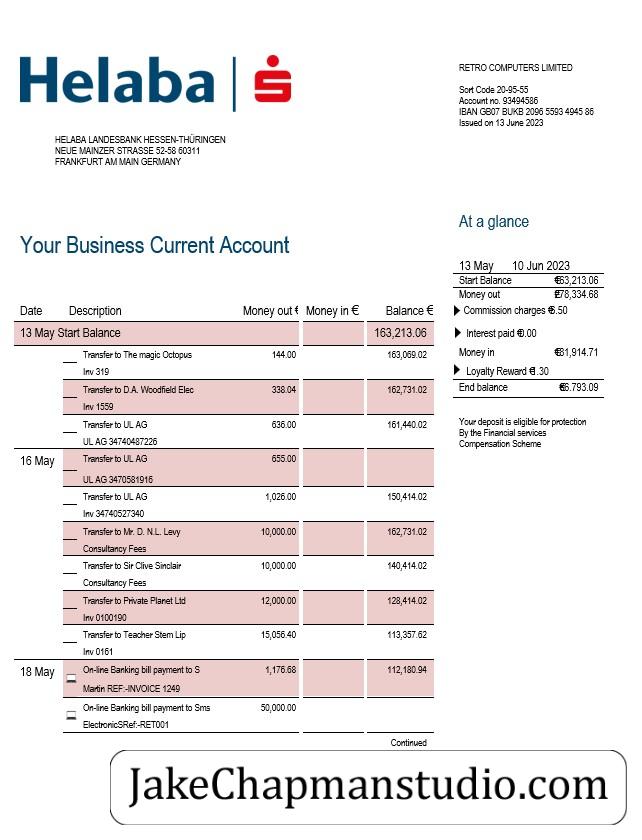 Helaba
RETRO COMPUTERS LIMITED
Sort Code 20-95-55
Account no. 93494586
IBAN GB07 BUKB 2096 5593 4945 86
Issued on 13 June 2023
HELABA LANDESBANK HESSEN-THÜRINGEN
NEUE MAINZER STRASSE 52-58 60311
FRANKFURT AM MAIN GERMANY
At a glance
Your Business Current Account
13 May 10 Jun 2023
Start Balance €63,213.06
Money out £78,334.68
Commission charges €6.50
Interest paid €0.00
Money in €31,914.71
Loyalty Reward €1.30
End balance €6.793.09
Your deposit is eligible for protection
By the Financial services
Compensation Scheme
Date Description Money out € Money in € Balance €
13 May Start Balance 163,213.06
Transfer to The magic Octopus 144.00 163,069.02
Inv 319
Transfer to D.A. Woodfield Elec 338.04 162,731.02
Inv 1559
Transfer to UL AG 636.00 161,440.02
UL AG 34740487226
16 May Transfer to UL AG 655.00
UL AG 3470581916
Transfer to UL AG 1,026.00 150,414.02
Inv 34740527340
Transfer to Mr. D. N.L. Levy 10,000.00 162,731.02
Consultancy Fees
Transfer to Sir Clive Sinclair 10,000.00 140,414.02
Consultancy Fees
Transfer to Private Planet Ltd 12,000.00 128,414.02
Inv 0100190
Transfer to Teacher Stem Lip 15,056.40 113,357.62
Inv 0161
18 May On-line Banking bill payment to S 1,176.68 112,180.94
Martin REF:-INVOICE 1249
On-line Banking bill payment to Sms 50,000.00
ElectronicSRef:-RET001
Continued
JakeChapmanstudio.com